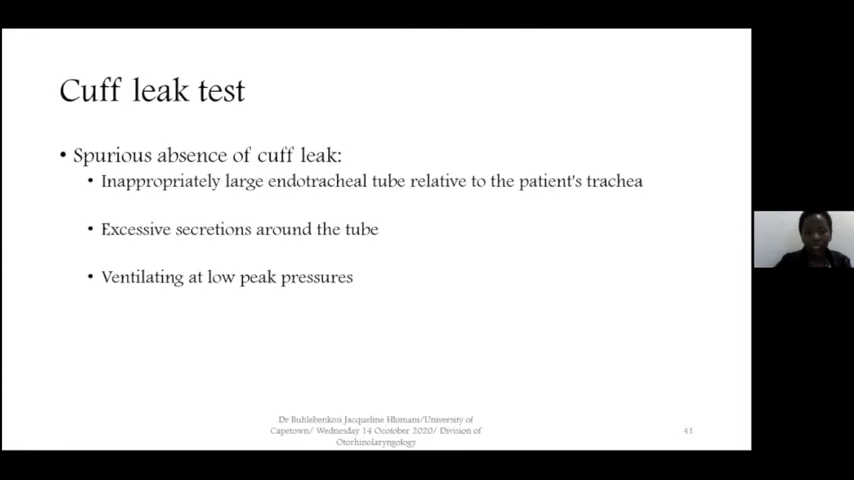 Cuff leak test
• Spurious absence of cuff leak:
• Inappropriately large endotracheal tube relative to the patient's trachea
• Excessive secretions around the tube
• Ventilating at low peak pressures
Dr Buhlebenkosi Jacqueline Hlomani/University of
Capetown/ Wednesday 14 Ocotober 2020/ Division of
Otorhinolaryngology
41